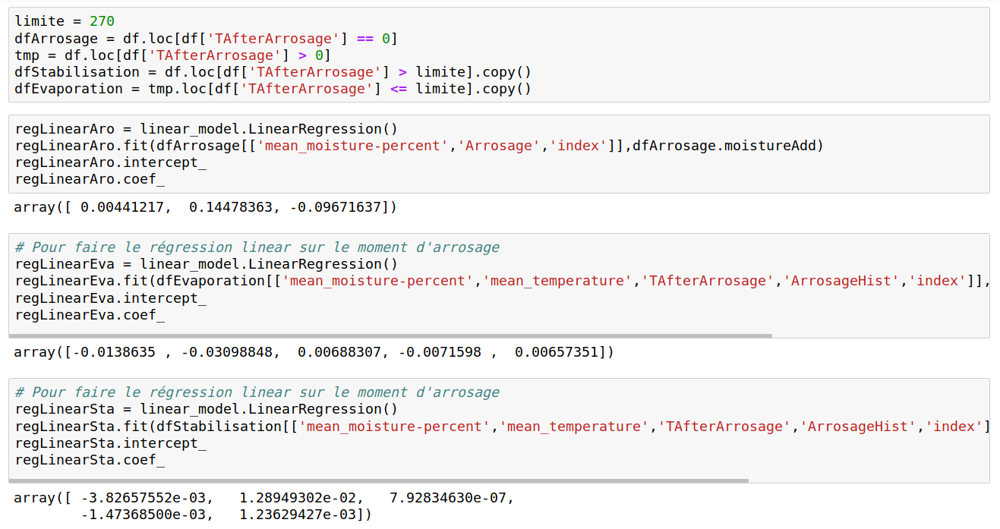 limite = 270
dfArrosage = df.loc[df['TAfterArrosage'] == 0]
tmp = df.loc[df['TAfterArrosage'] > 0]
dfStabilisation = df.loc[df['TAfterArrosage'] > limite].copy()
dfEvaporation = tmp.loc[df['TAfterArrosage'] <= limite].copy()
regLinearAro = linear_model.LinearRegression()
regLinearAro.fit(dfArrosage[['mean_moisture-percent','Arrosage','index']],dfArrosage.moistureAdd)
regLinearAro.intercept_
regLinearAro.coef_
array([ 0.00441217,  0.14478363, -0.09671637])
# Pour faire le régression linear sur le moment d'arrosage
regLinearEva = linear_model.LinearRegression()
regLinearEva.fit(dfEvaporation[['mean_moisture-percent','mean_temperature','TAfterArrosage','ArrosageHist','index']],
regLinearEva.intercept_
regLinearEva.coef_
array([-0.0138635 , -0.03098848,  0.00688307, -0.0071598 ,  0.00657351])
# Pour faire le régression linear sur le moment d'arrosage
regLinearSta = linear_model.LinearRegression()
regLinearSta.fit(dfStabilisation[['mean_moisture-percent','mean_temperature','TAfterArrosage','ArrosageHist','index']
regLinearSta.intercept_
regLinearSta.coef_
array([ -3.82657552e-03,   1.28949302e-02,   7.92834630e-07,
        -1.47368500e-03,   1.23629427e-03])